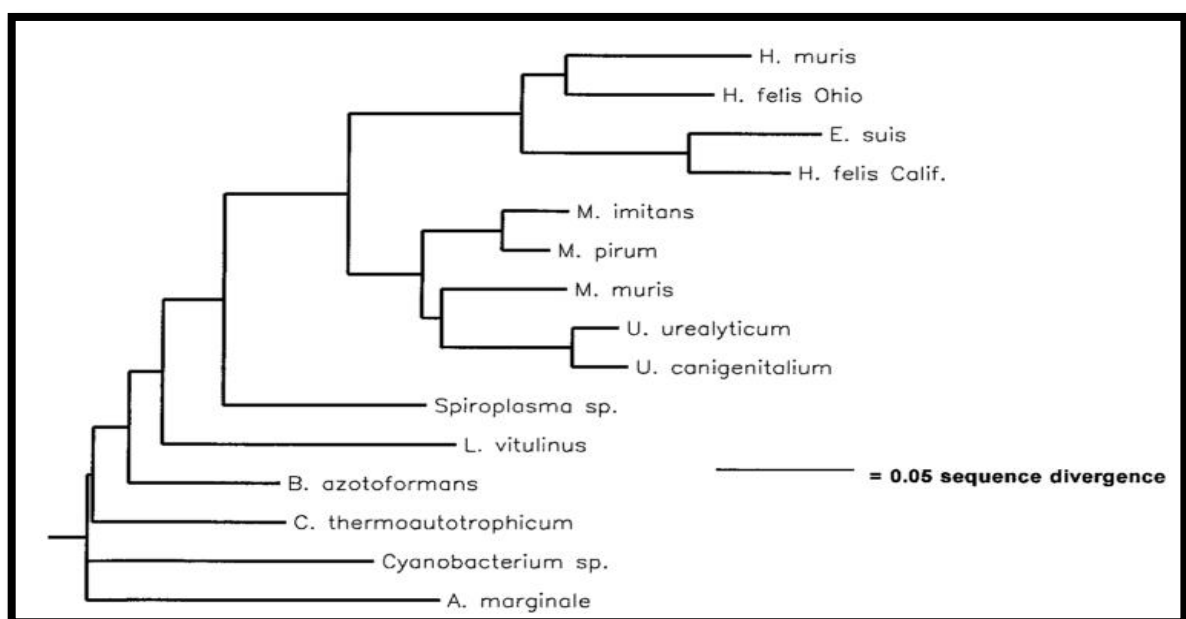 H. muris
H. felis Ohio
E. suis
H. felis Calif.
M. imitans
M. pirum
M. muris
U. urealyticum
U. canigenitalium
Spiroplasma sp.
L. vitulinus
= 0.05 sequence divergence
B. azotoformans
C. thermoautotrophicum
Cyanobacterium sp.
A. marginale